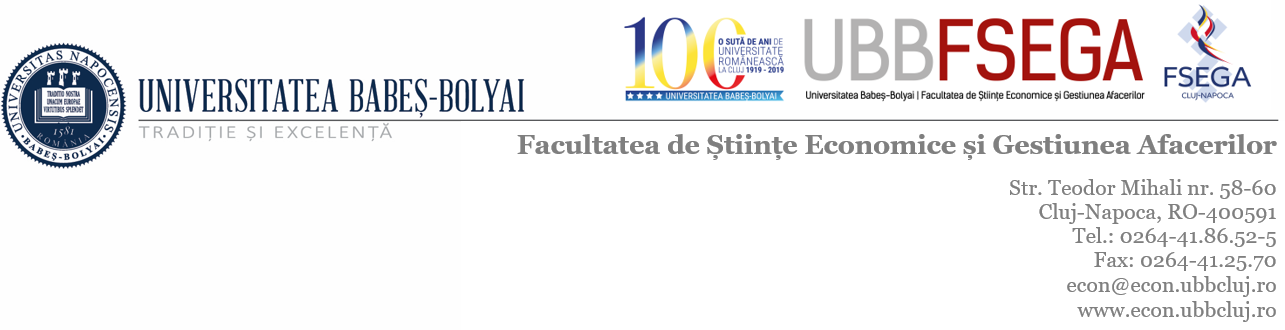 UNIVERSITAS NAPOCENSIS
TRADITIO NOSTRA
UNACUM EUROPAE
VIRTUTIBUS SPLENDET
1581
ROMÂNIA
BABEȘ-BOLYAI
UNIVERSITATEA BABEȘ-BOLYAI
TRADIȚIE ȘI EXCELENȚĂ
100
O SUTĂ DE ANI DE
UNIVERSITATE
ROMÂNEASCĂ
LA CLUJ 1919 - 2019
UNIVERSITATEA BABEȘ-BOLYAI
UBBFSEGA
Universitatea Babeș-Bolyai | Facultatea de Științe Economice și Gestiunea Afacerilor
FSEGA
CLUJ-NAPOCA
Facultatea de Științe Economice și Gestiunea Afacerilor
Str. Teodor Mihali nr. 58-60
Cluj-Napoca, RO-400591
Tel.: 0264-41.86.52-5
Fax: 0264-41.25.70
econ@econ.ubbcluj.ro
www.econ.ubbcluj.ro